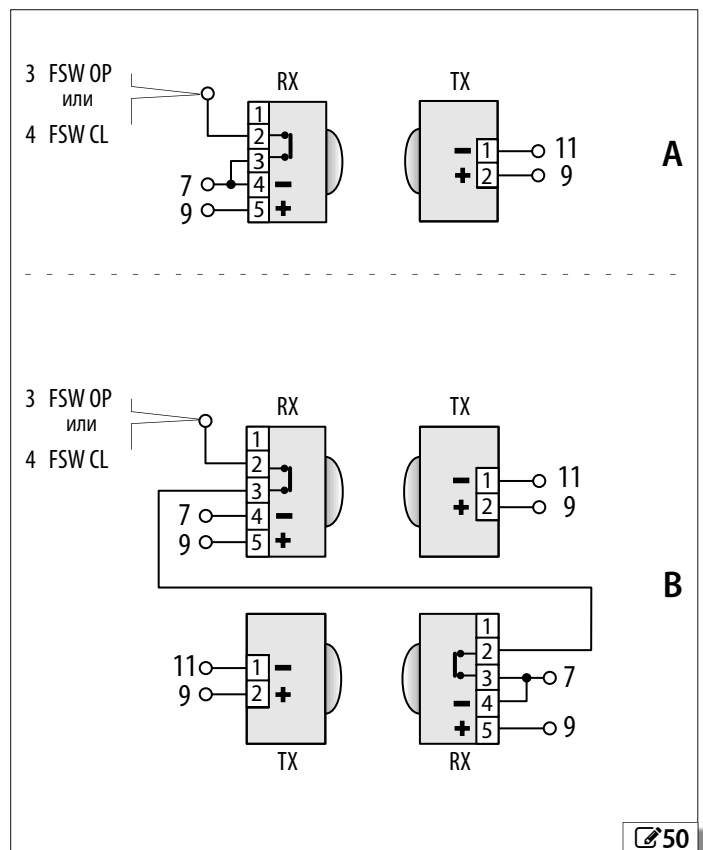 3 FSW OP
или
4 FSW CL
RX
TX
1
2
3
4 −
5 +
7
9
− 1
+ 2
11
9
A
3 FSW OP
или
4 FSW CL
RX
TX
1
2
3
4 −
5 +
7
9
− 1
+ 2
11
9
B
11
9
1 −
2 +
TX
1
2
3
− 4
+ 5
7
9
RX
50